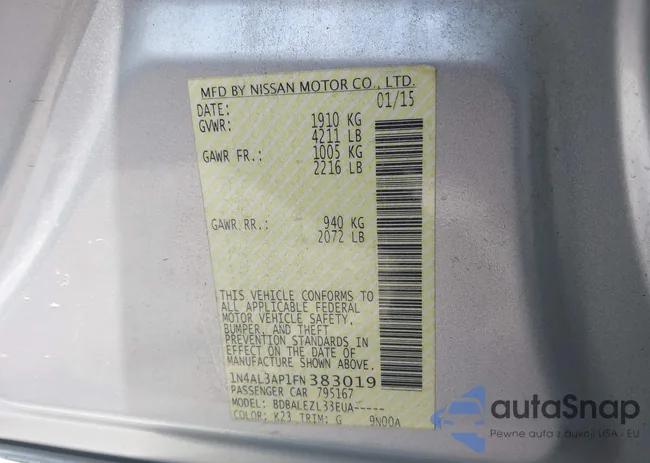 MFD BY NISSAN MOTOR CO., LTD.
DATE: 01/15
GVWR: 1910 KG
4211 LB
GAWR FR.: 1005 KG
2216 LB
GAWR RR.: 940 KG
2072 LB
THIS VEHICLE CONFORMS TO
ALL APPLICABLE FEDERAL
MOTOR VEHICLE SAFETY,
BUMPER, AND THEFT
PREVENTION STANDARDS IN
EFFECT ON THE DATE OF
MANUFACTURE SHOWN ABOVE.
1N4AL3AP1FN 383019
PASSENGER CAR 795167
MODEL: BDBALEZL33EUA-----
COLOR: K23 TRIM: G 9N00A
autoSnap
Pewne auta z aukcji USA - EU